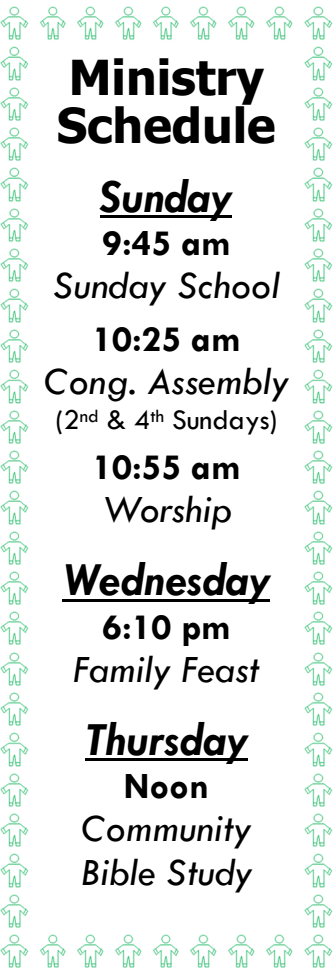 Ministry
Schedule
Sunday
9:45 am
Sunday School
10:25 am
Cong. Assembly
(2nd & 4th Sundays)
10:55 am
Worship
Wednesday
6:10 pm
Family Feast
Thursday
Noon
Community
Bible Study